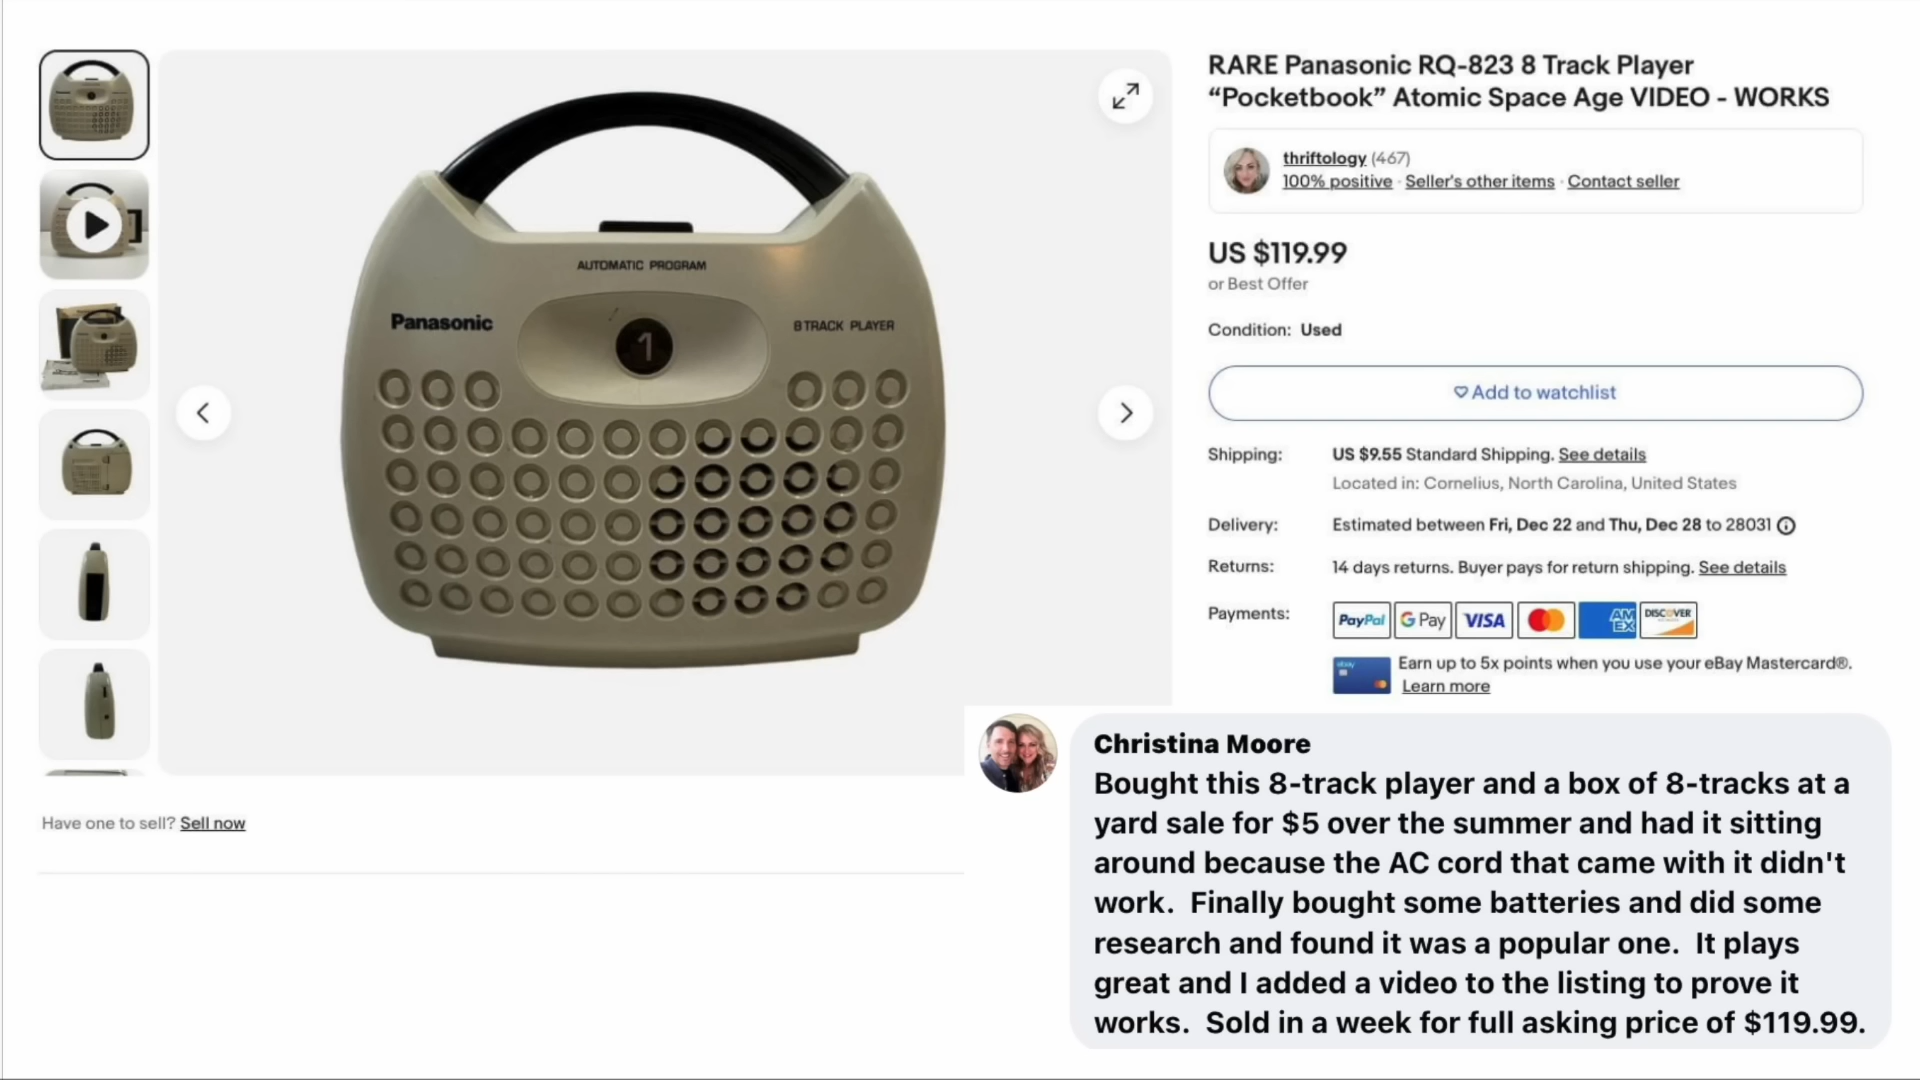 RARE Panasonic RQ-823 8 Track Player
“Pocketbook” Atomic Space Age VIDEO - WORKS
thriftology (467)
100% positive · Seller's other items · Contact seller
US $119.99
or Best Offer
Condition: Used
Add to watchlist
Shipping: US $9.55 Standard Shipping. See details
Located in: Cornelius, North Carolina, United States
Delivery: Estimated between Fri, Dec 22 and Thu, Dec 28 to 28031
Returns: 14 days returns. Buyer pays for return shipping. See details
Payments: PayPal G Pay VISA AM EX DISCOVER
ebay
Earn up to 5x points when you use your eBay Mastercard®.
Learn more
AUTOMATIC PROGRAM
Panasonic
1
8 TRACK PLAYER
Have one to sell? Sell now
Christina Moore
Bought this 8-track player and a box of 8-tracks at a
yard sale for $5 over the summer and had it sitting
around because the AC cord that came with it didn't
work. Finally bought some batteries and did some
research and found it was a popular one. It plays
great and I added a video to the listing to prove it
works. Sold in a week for full asking price of $119.99.